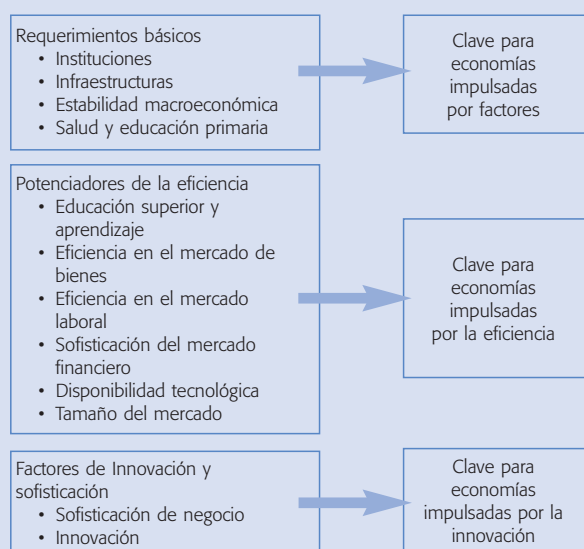 Requerimientos básicos
• Instituciones
• Infraestructuras
• Estabilidad macroeconómica
• Salud y educación primaria
Clave para
economías
impulsadas
por factores
Potenciadores de la eficiencia
• Educación superior y
aprendizaje
• Eficiencia en el mercado de
bienes
• Eficiencia en el mercado
laboral
• Sofisticación del mercado
financiero
• Disponibilidad tecnológica
• Tamaño del mercado
Clave para
economías
impulsadas
por la eficiencia
Factores de Innovación y
sofisticación
• Sofisticación de negocio
• Innovación
Clave para
economías
impulsadas por la
innovación